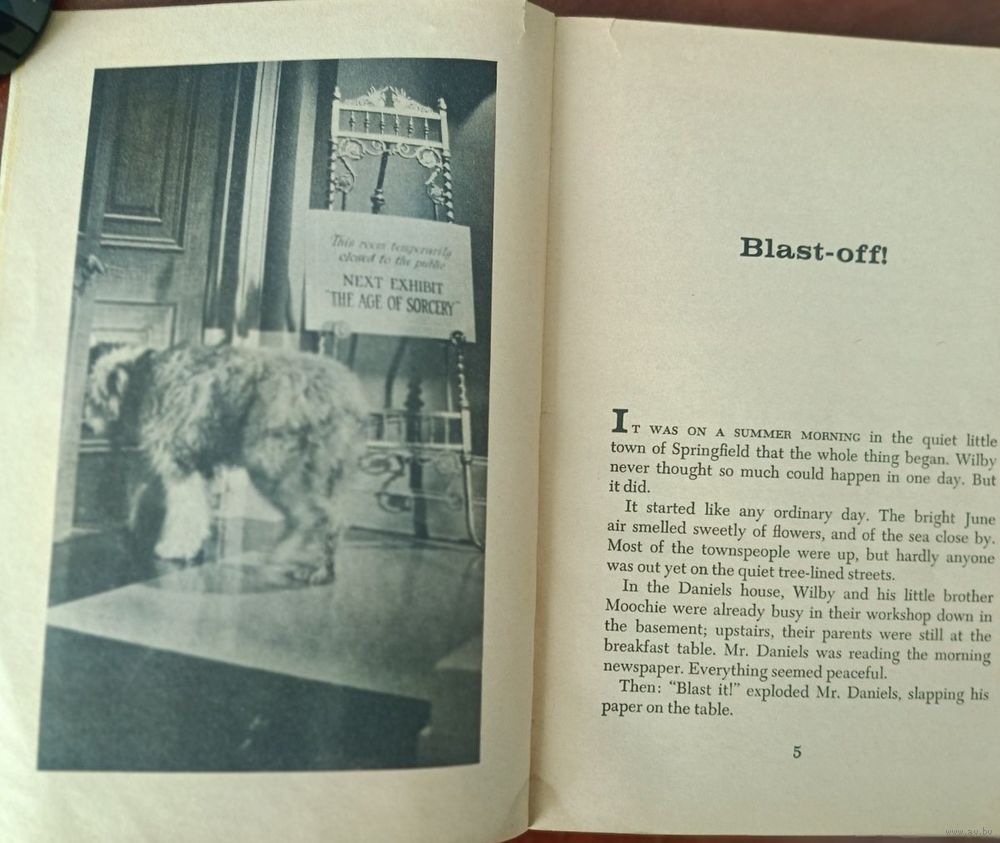 This room temporarily
closed to the public
NEXT EXHIBIT
"THE AGE OF SORCERY"
Blast-off!
IT WAS ON A SUMMER MORNING in the quiet little
town of Springfield that the whole thing began. Wilby
never thought so much could happen in one day. But
it did.
It started like any ordinary day. The bright June
air smelled sweetly of flowers, and of the sea close by.
Most of the townspeople were up, but hardly anyone
was out yet on the quiet tree-lined streets.
In the Daniels house, Wilby and his little brother
Moochie were already busy in their workshop down in
the basement; upstairs, their parents were still at the
breakfast table. Mr. Daniels was reading the morning
newspaper. Everything seemed peaceful.
Then: "Blast it!" exploded Mr. Daniels, slapping his
paper on the table.
5
www.ay.by